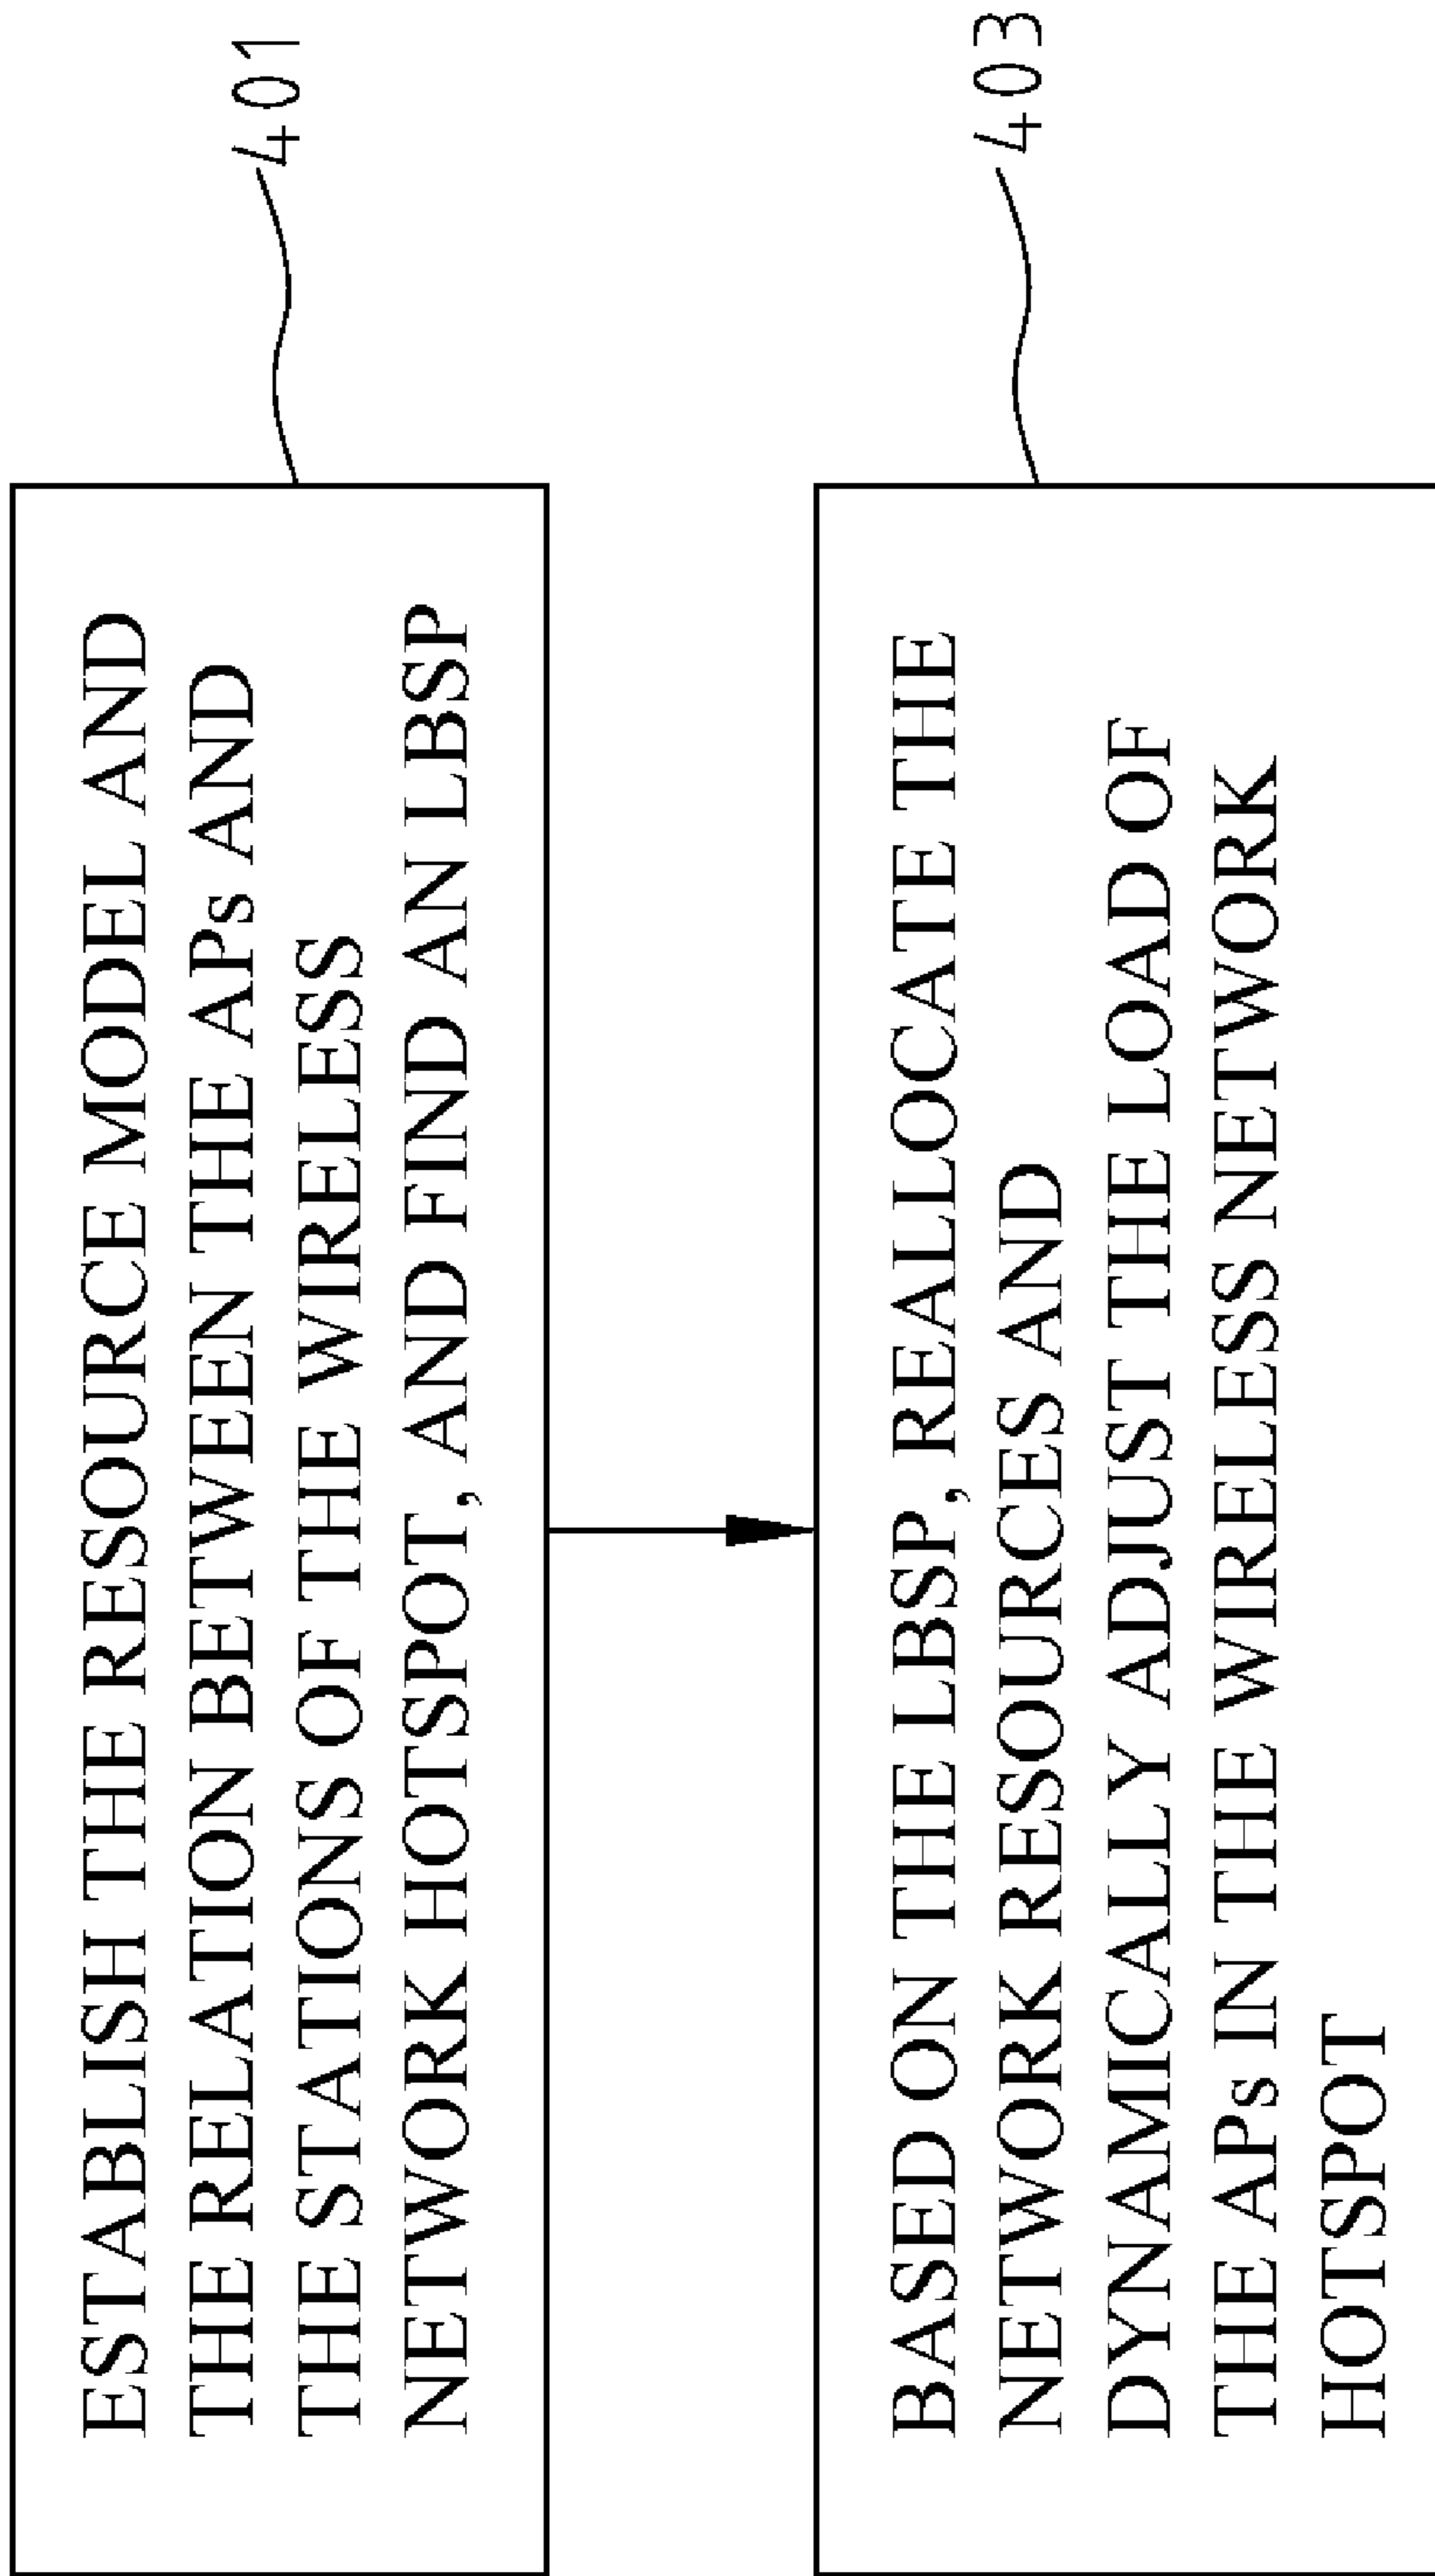 ESTABLISH THE RESOURCE MODEL AND
THE RELATION BETWEEN THE APs AND
THE STATIONS OF THE WIRELESS
NETWORK HOTSPOT, AND FIND AN LBSP
401
BASED ON THE LBSP, REALLOCATE THE
NETWORK RESOURCES AND
DYNAMICALLY ADJUST THE LOAD OF
THE APs IN THE WIRELESS NETWORK
HOTSPOT
403